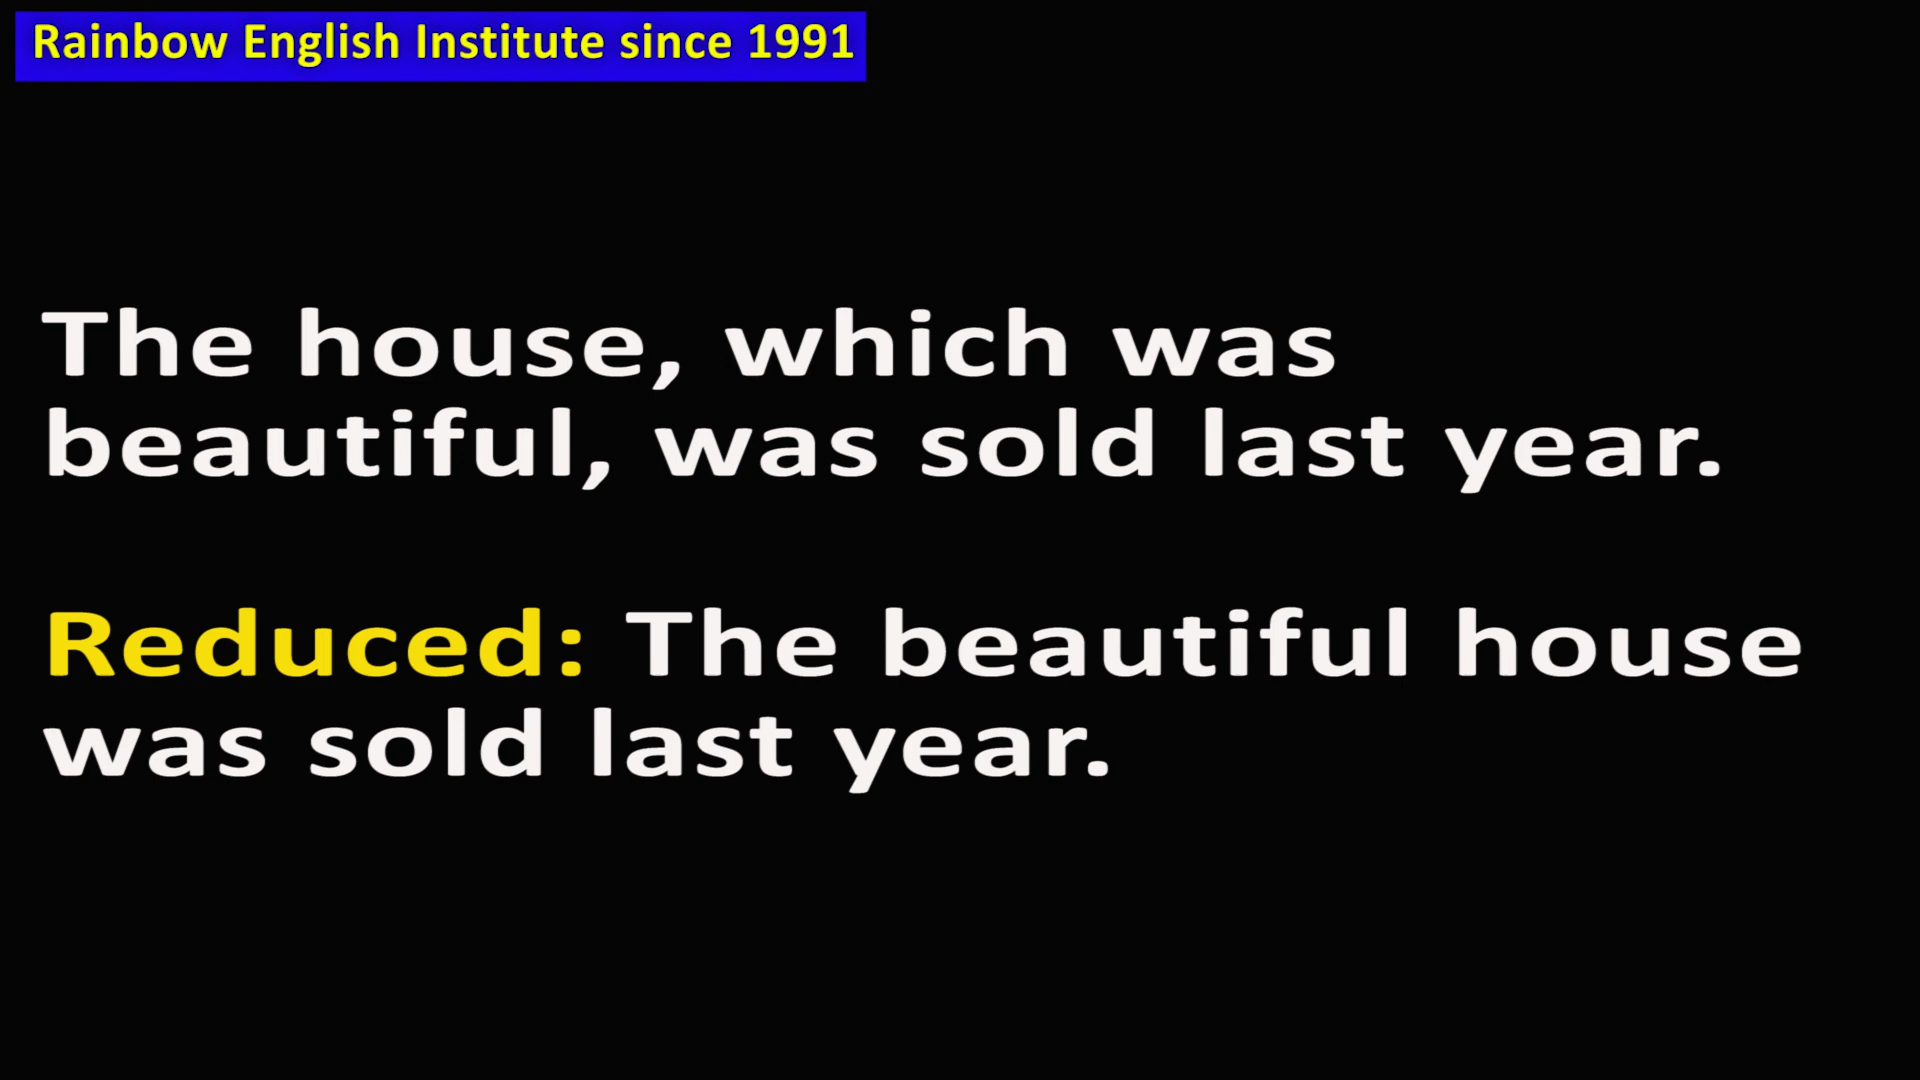 Rainbow English Institute since 1991
The house, which was
beautiful, was sold last year.
Reduced: The beautiful house
was sold last year.